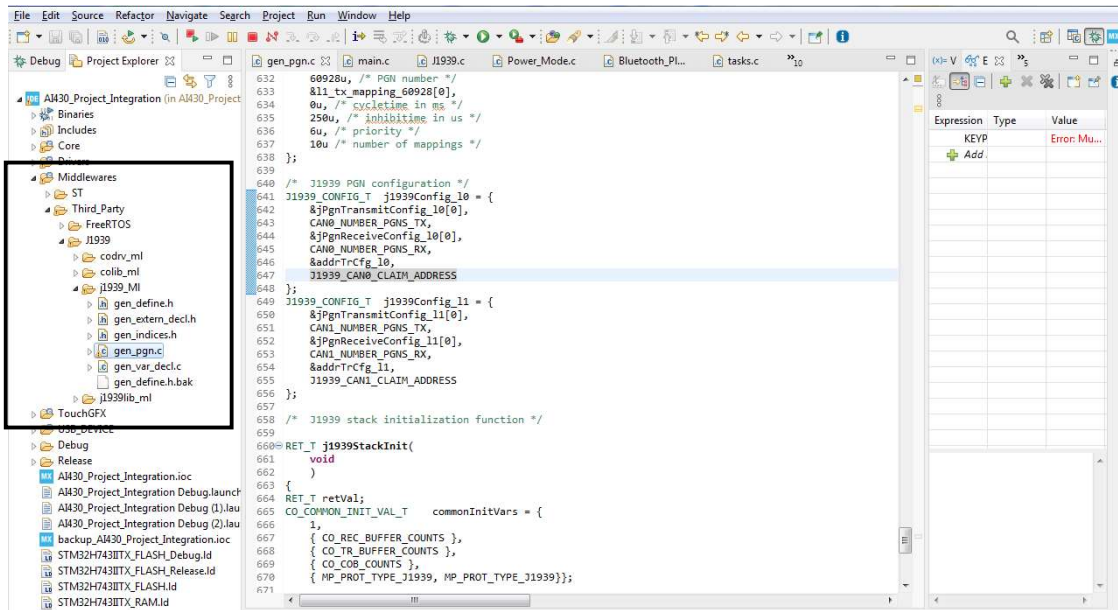 File Edit Source Refactor Navigate Search Project Run Window Help
Debug Project Explorer
AI430_Project_Integration (in AI430_Project
Binaries
Includes
Core
Drivers
Middlewares
ST
Third_Party
FreeRTOS
J1939
codrv_ml
colib_ml
j1939_Ml
gen_define.h
gen_extern_decl.h
gen_indices.h
gen_pgn.c
gen_var_decl.c
gen_define.h.bak
j1939lib_ml
TouchGFX
USB_DEVICE
Debug
Release
AI430_Project_Integration.ioc
AI430_Project_Integration Debug.launch
AI430_Project_Integration Debug (1).lau
AI430_Project_Integration Debug (2).lau
backup_AI430_Project_Integration.ioc
STM32H743IITX_FLASH_Debug.ld
STM32H743IITX_FLASH_Release.ld
STM32H743IITX_FLASH.ld
STM32H743IITX_RAM.ld
gen_pgn.c main.c J1939.c Power_Mode.c Bluetooth_Pl... tasks.c »10
632 60928u, /* PGN number */
633 &l1_tx_mapping_60928[0],
634 0u, /* cycletime in ms */
635 250u, /* inhibitime in us */
636 6u, /* priority */
637 10u /* number of mappings */
638 };
639
640 /* J1939 PGN configuration */
641 J1939_CONFIG_T j1939Config_l0 = {
642 &jPgnTransmitConfig_l0[0],
643 CAN0_NUMBER_PGNS_TX,
644 &jPgnReceiveConfig_l0[0],
645 CAN0_NUMBER_PGNS_RX,
646 &addrTrCfg_l0,
647 J1939_CAN0_CLAIM_ADDRESS
648 };
649 J1939_CONFIG_T j1939Config_l1 = {
650 &jPgnTransmitConfig_l1[0],
651 CAN1_NUMBER_PGNS_TX,
652 &jPgnReceiveConfig_l1[0],
653 CAN1_NUMBER_PGNS_RX,
654 &addrTrCfg_l1,
655 J1939_CAN1_CLAIM_ADDRESS
656 };
657
658 /* J1939 stack initialization function */
659
660 RET_T j1939StackInit(
661 void
662 )
663 {
664 RET_T retVal;
665 CO_COMMON_INIT_VAL_T commonInitVars = {
666 1,
667 { CO_REC_BUFFER_COUNTS },
668 { CO_TR_BUFFER_COUNTS },
669 { CO_COB_COUNTS },
670 { MP_PROT_TYPE_J1939, MP_PROT_TYPE_J1939}};
671
(x)= V E »5
Expression Type Value
KEYP Error: Mu...
Add